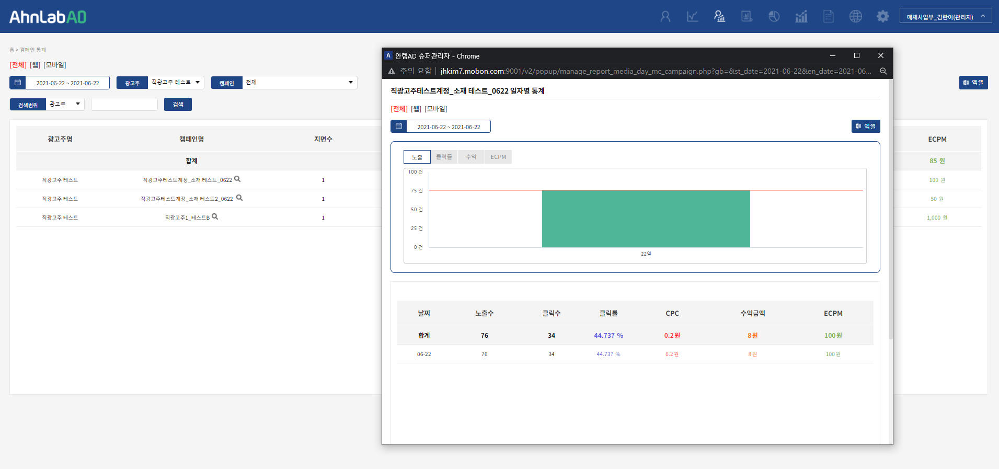 AhnLabAD
매체사업부_김란이(관리자)
홈 > 캠페인 통계
[전체] [웹] [모바일]
2021-06-22 ~ 2021-06-22
광고주
직광고주 테스트
캠페인
전체
엑셀
검색범위
광고주
검색
광고주명
캠페인명
지면수
ECPM
합계
85 원
직광고주 테스트
직광고주테스트계정_소재 테스트_0622
1
100 원
직광고주 테스트
직광고주테스트계정_소재 테스트2_0622
1
50 원
직광고주 테스트
직광고주1_테스트B
1
1,000 원
A 안렙AD 슈퍼관리자 - Chrome
주의 요함 | jhkim7.mobon.com:9001/v2/popup/manage_report_media_day_mc_campaign.php?gb=&st_date=2021-06-22&en_date=2021-06...
직광고주테스트계정_소재 테스트_0622 일자별 통계
[전체] [웹] [모바일]
2021-06-22 ~ 2021-06-22
엑셀
노출
클릭률
수익
ECPM
100 건
75 건
50 건
25 건
0 건
22일
날짜
노출수
클릭수
클릭률
CPC
수익금액
ECPM
합계
76
34
44.737 %
0.2원
8원
100원
06-22
76
34
44.737 %
0.2원
8원
100원